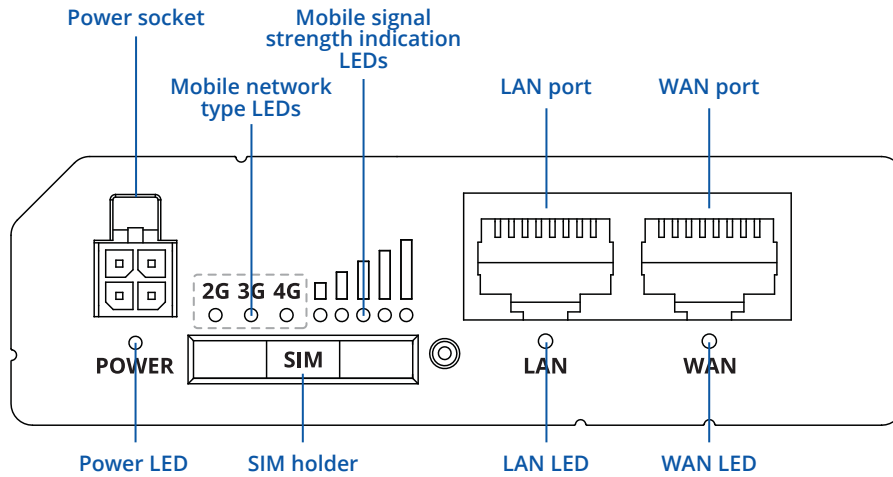 Power socket
Mobile signal
strength indication
LEDs
Mobile network
type LEDs
LAN port
WAN port
2G 3G 4G
POWER
SIM
LAN
WAN
Power LED
SIM holder
LAN LED
WAN LED